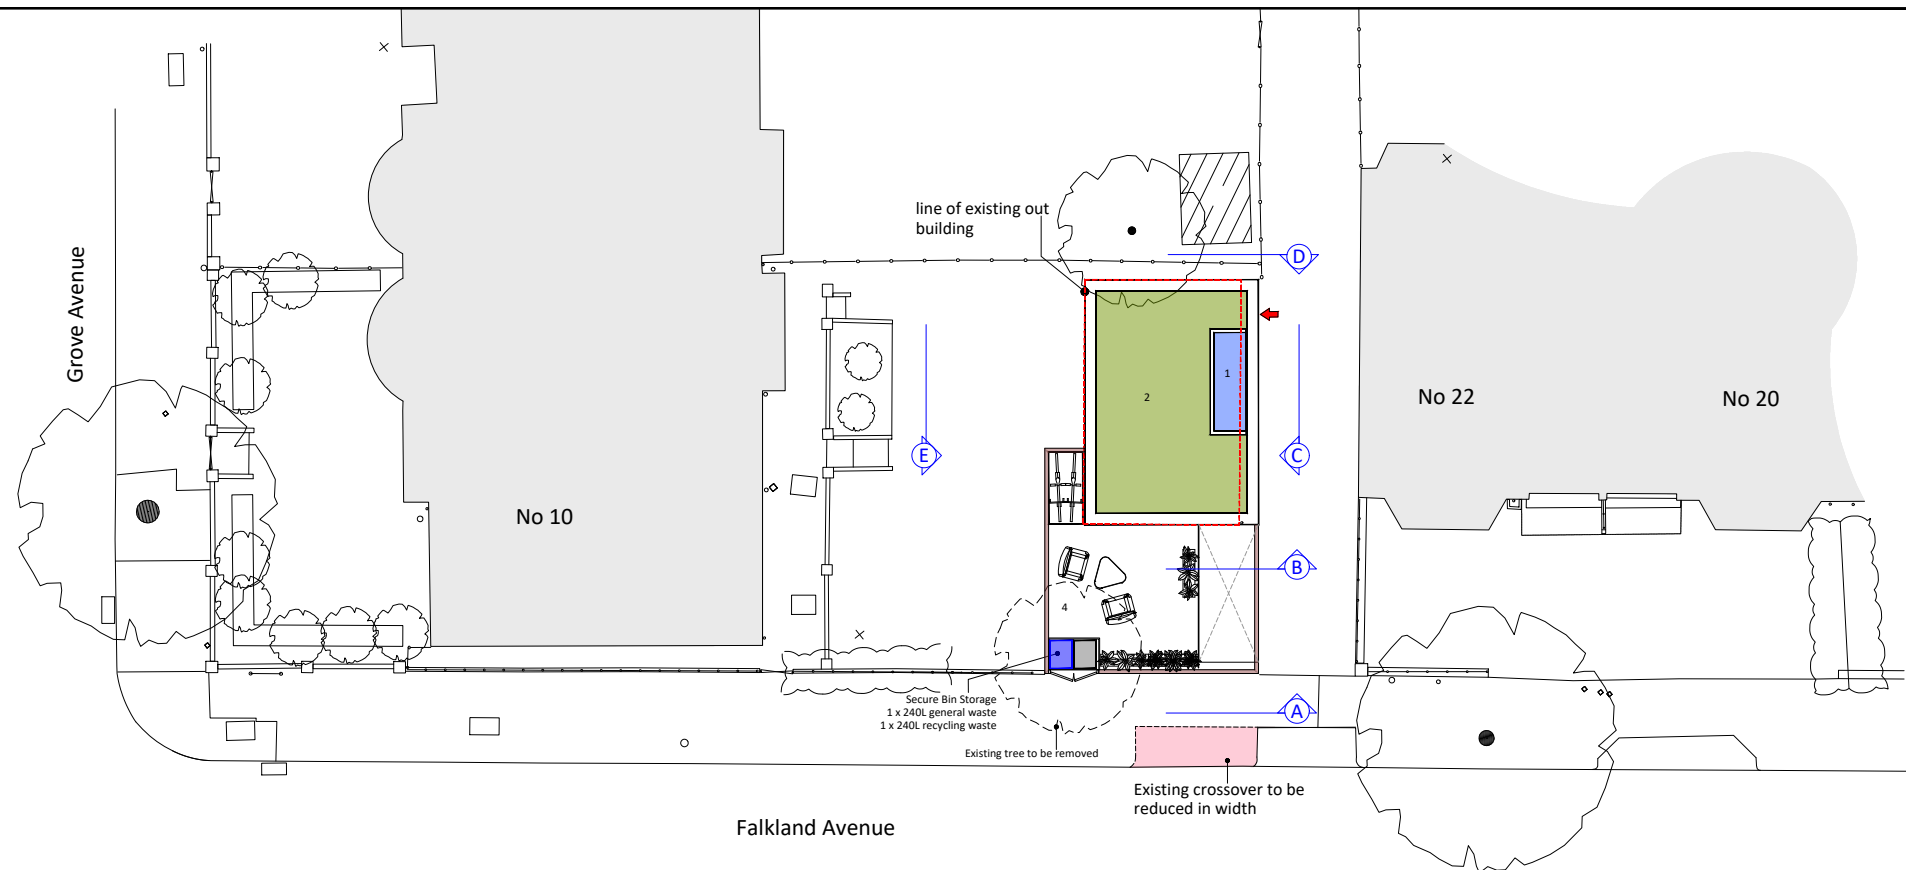 line of existing out
building
D
Grove Avenue
1
2
No 22
No 20
E
C
No 10
B
4
Secure Bin Storage
1 x 240L general waste
1 x 240L recycling waste
A
Existing tree to be removed
Existing crossover to be
reduced in width
Falkland Avenue